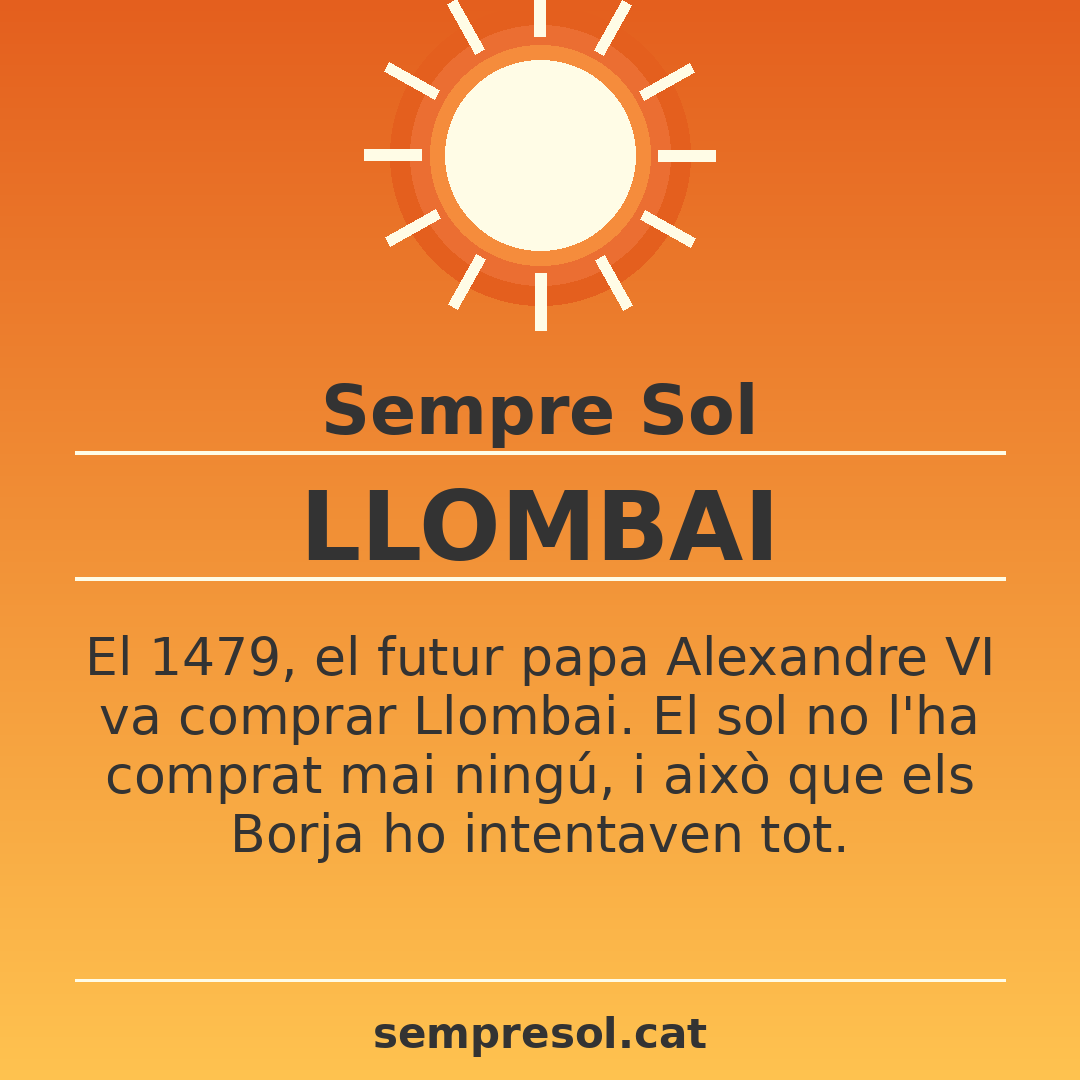 Sempre Sol
LLOMBAI
El 1479, el futur papa Alexandre VI
va comprar Llombai. El sol no l'ha
comprat mai ningú, i això que els
Borja ho intentaven tot.
sempresol.cat